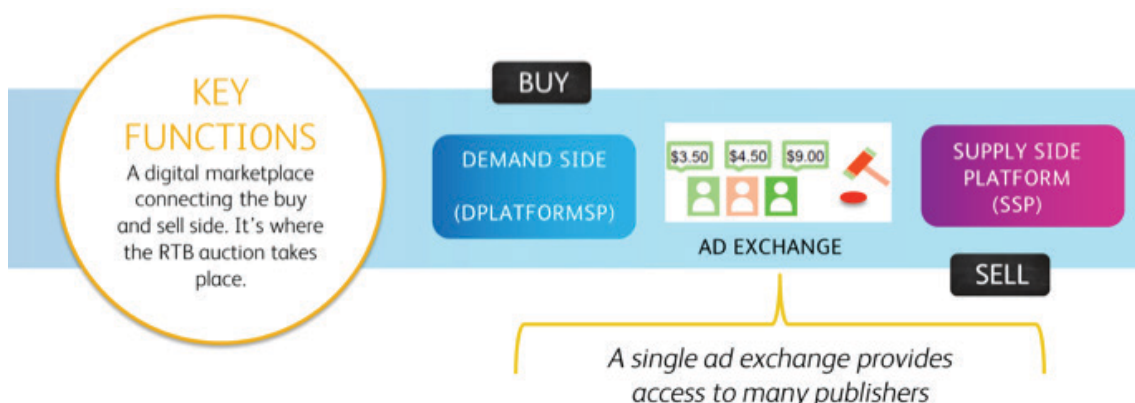 KEY
FUNCTIONS
A digital marketplace
connecting the buy
and sell side. It's where
the RTB auction takes
place.
BUY
DEMAND SIDE
(DPLATFORMSP)
$3.50 $4.50 $9.00
AD EXCHANGE
SUPPLY SIDE
PLATFORM
(SSP)
SELL
A single ad exchange provides
access to many publishers